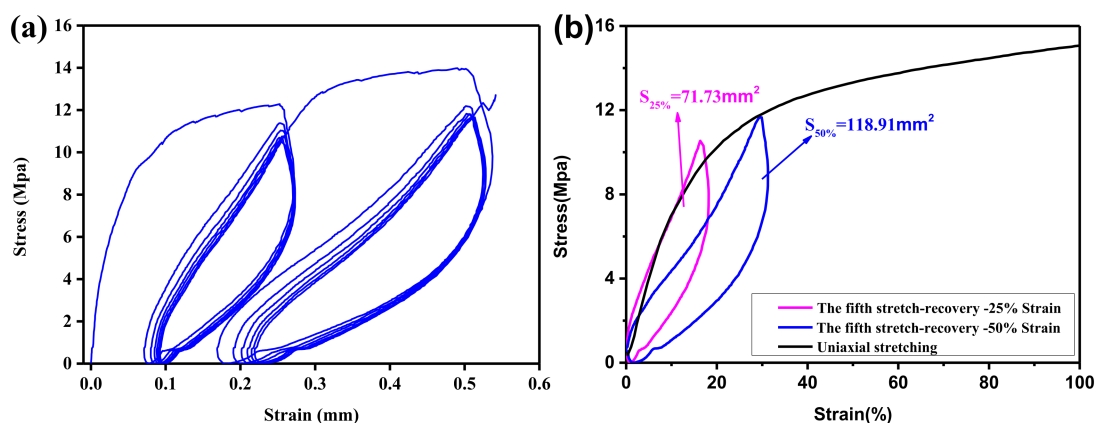 (a)
16
14
12
10
8
6
4
2
0
Stress (Mpa)
0.0 0.1 0.2 0.3 0.4 0.5 0.6
Strain (mm)
(b)
16
12
8
4
0
Stress(Mpa)
S25%=71.73mm²
S50%=118.91mm²
The fifth stretch-recovery -25% Strain
The fifth stretch-recovery -50% Strain
Uniaxial stretching
0 20 40 60 80 100
Strain(%)